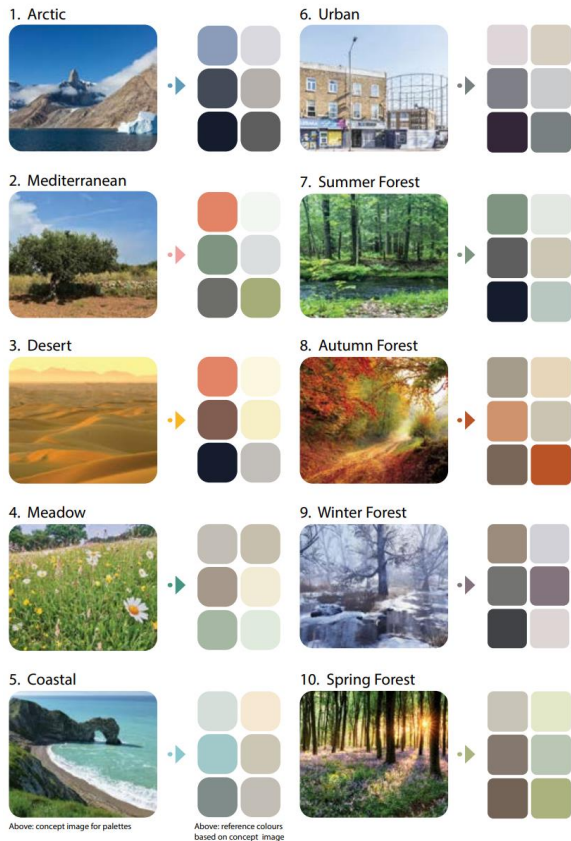 1. Arctic
2. Mediterranean
3. Desert
4. Meadow
5. Coastal
Above: concept image for palettes
Above: reference colours
based on concept image
6. Urban
7. Summer Forest
8. Autumn Forest
9. Winter Forest
10. Spring Forest